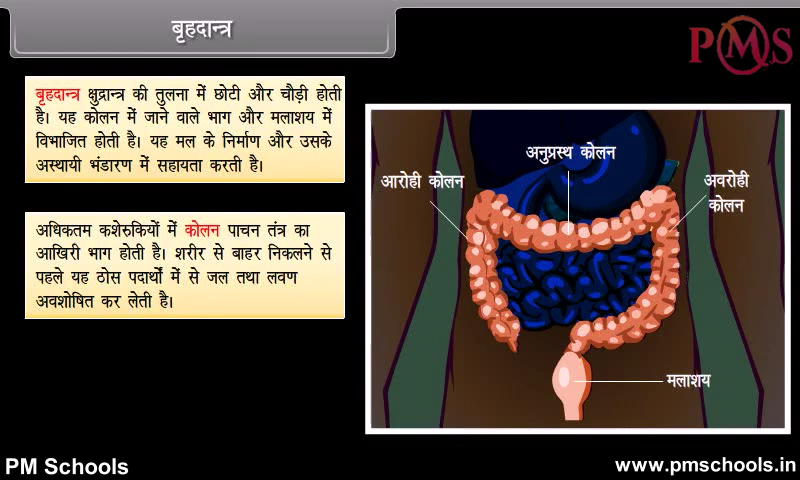 बृहदान्त्र
PMS
बृहदान्त्र क्षुद्रान्त्र की तुलना में छोटी और चौड़ी होती
है। यह कोलन में जाने वाले भाग और मलाशय में
विभाजित होती है। यह मल के निर्माण और उसके
अस्थायी भंडारण में सहायता करती है।
अधिकतम कशेरुकियों में कोलन पाचन तंत्र का
आखिरी भाग होती है। शरीर से बाहर निकलने से
पहले यह ठोस पदार्थों में से जल तथा लवण
अवशोषित कर लेती है।
अनुप्रस्थ कोलन
आरोही कोलन
अवरोही
कोलन
मलाशय
PM Schools
www.pmschools.in